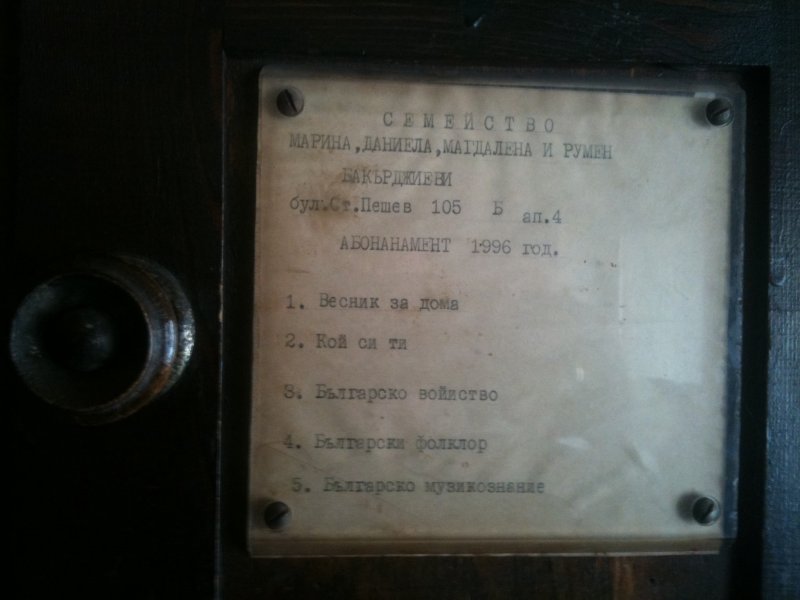 СЕМЕЙСТВО
МАРИНА,ДАНИЕЛА,МАГДАЛЕНА И РУМЕН
БАКЪРДЖИЕВИ
бул.Ст.Пешев 105 Б ап.4
АБОНАНАМЕНТ 1996 год.
1. Весник за дома
2. Кой си ти
3. Българско войиство
4. Български фолклор
5. Българско музикознание